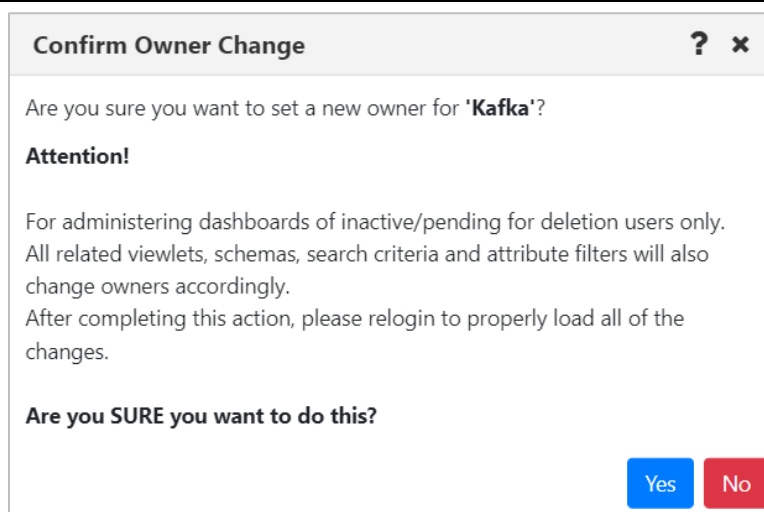 Confirm Owner Change ? ×
Are you sure you want to set a new owner for 'Kafka'?
Attention!
For administering dashboards of inactive/pending for deletion users only.
All related viewlets, schemas, search criteria and attribute filters will also
change owners accordingly.
After completing this action, please relogin to properly load all of the
changes.
Are you SURE you want to do this?
Yes No